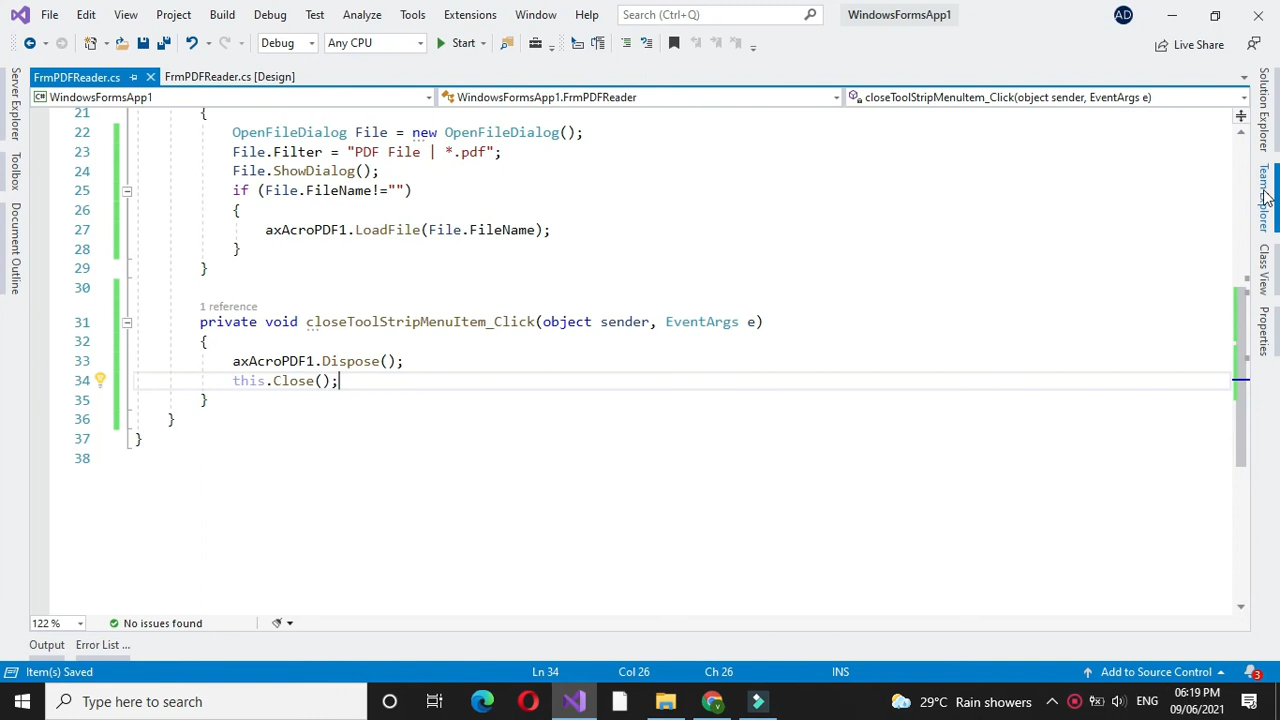 File Edit View Project Build Debug Test Analyze Tools Extensions Window Help Search (Ctrl+Q) WindowsFormsApp1 AD
Debug Any CPU Start Live Share
FrmPDFReader.cs FrmPDFReader.cs [Design]
WindowsFormsApp1 WindowsFormsApp1.FrmPDFReader closeToolStripMenuItem_Click(object sender, EventArgs e)
Server Explorer
Toolbox
Document Outline
21 {
22 OpenFileDialog File = new OpenFileDialog();
23 File.Filter = "PDF File | *.pdf";
24 File.ShowDialog();
25 if (File.FileName!="")
26 {
27 axAcroPDF1.LoadFile(File.FileName);
28 }
29 }
30
1 reference
31 private void closeToolStripMenuItem_Click(object sender, EventArgs e)
32 {
33 axAcroPDF1.Dispose();
34 this.Close();
35 }
36 }
37 }
38
Solution Explorer
Team Explorer
Class View
Properties
122 % No issues found
Output Error List ...
Item(s) Saved Ln 34 Col 26 Ch 26 INS Add to Source Control 3
Type here to search 29°C Rain showers ENG 06:19 PM
09/06/2021